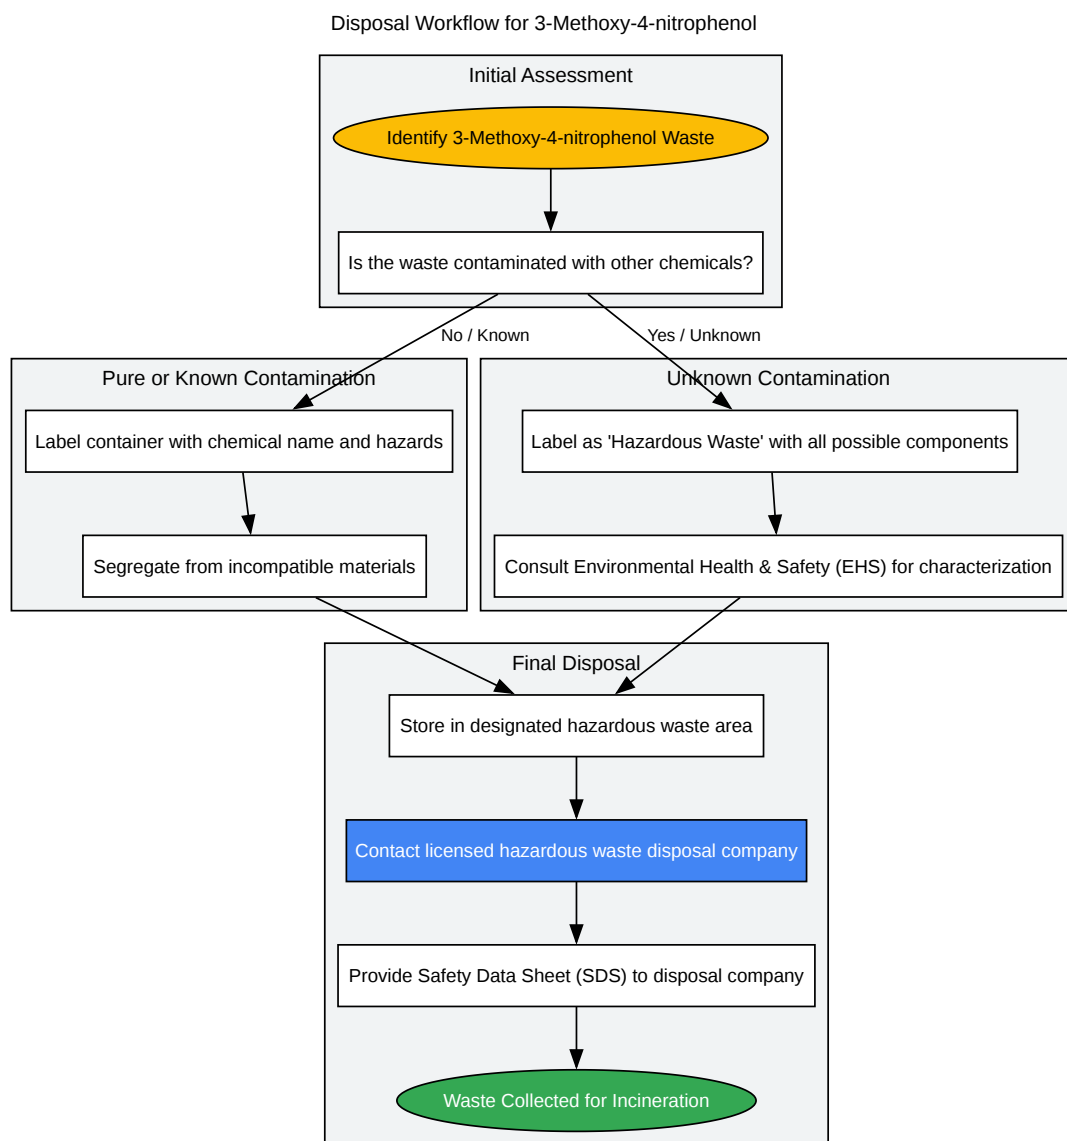 Disposal Workflow for 3-Methoxy-4-nitrophenol
Initial Assessment
Identify 3-Methoxy-4-nitrophenol Waste
Is the waste contaminated with other chemicals?
No / Known
Yes / Unknown
Pure or Known Contamination
Label container with chemical name and hazards
Segregate from incompatible materials
Unknown Contamination
Label as 'Hazardous Waste' with all possible components
Consult Environmental Health & Safety (EHS) for characterization
Final Disposal
Store in designated hazardous waste area
Contact licensed hazardous waste disposal company
Provide Safety Data Sheet (SDS) to disposal company
Waste Collected for Incineration